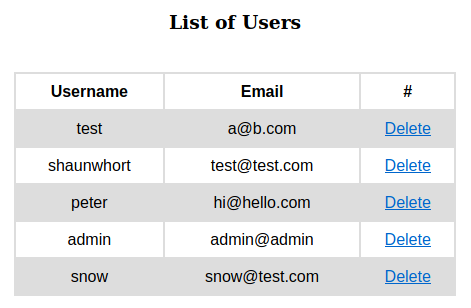 List of Users
Username Email #
test a@b.com Delete
shaunwhort test@test.com Delete
peter hi@hello.com Delete
admin admin@admin Delete
snow snow@test.com Delete